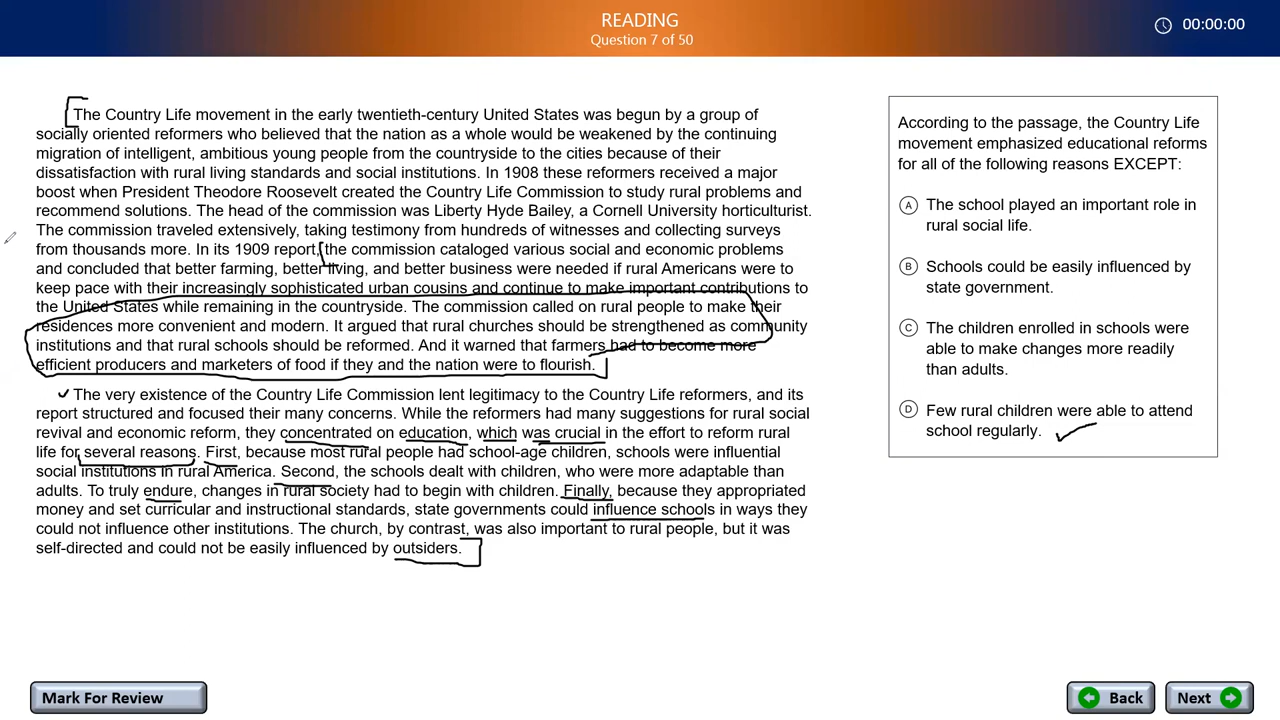 READING
Question 7 of 50
00:00:00
The Country Life movement in the early twentieth-century United States was begun by a group of
socially oriented reformers who believed that the nation as a whole would be weakened by the continuing
migration of intelligent, ambitious young people from the countryside to the cities because of their
dissatisfaction with rural living standards and social institutions. In 1908 these reformers received a major
boost when President Theodore Roosevelt created the Country Life Commission to study rural problems and
recommend solutions. The head of the commission was Liberty Hyde Bailey, a Cornell University horticulturist.
The commission traveled extensively, taking testimony from hundreds of witnesses and collecting surveys
from thousands more. In its 1909 report, the commission cataloged various social and economic problems
and concluded that better farming, better living, and better business were needed if rural Americans were to
keep pace with their increasingly sophisticated urban cousins and continue to make important contributions to
the United States while remaining in the countryside. The commission called on rural people to make their
residences more convenient and modern. It argued that rural churches should be strengthened as community
institutions and that rural schools should be reformed. And it warned that farmers had to become more
efficient producers and marketers of food if they and the nation were to flourish.
The very existence of the Country Life Commission lent legitimacy to the Country Life reformers, and its
report structured and focused their many concerns. While the reformers had many suggestions for rural social
revival and economic reform, they concentrated on education, which was crucial in the effort to reform rural
life for several reasons. First, because most rural people had school-age children, schools were influential
social institutions in rural America. Second, the schools dealt with children, who were more adaptable than
adults. To truly endure, changes in rural society had to begin with children. Finally, because they appropriated
money and set curricular and instructional standards, state governments could influence schools in ways they
could not influence other institutions. The church, by contrast, was also important to rural people, but it was
self-directed and could not be easily influenced by outsiders.
According to the passage, the Country Life
movement emphasized educational reforms
for all of the following reasons EXCEPT:
A The school played an important role in
rural social life.
B Schools could be easily influenced by
state government.
C The children enrolled in schools were
able to make changes more readily
than adults.
D Few rural children were able to attend
school regularly.
Mark For Review
Back
Next